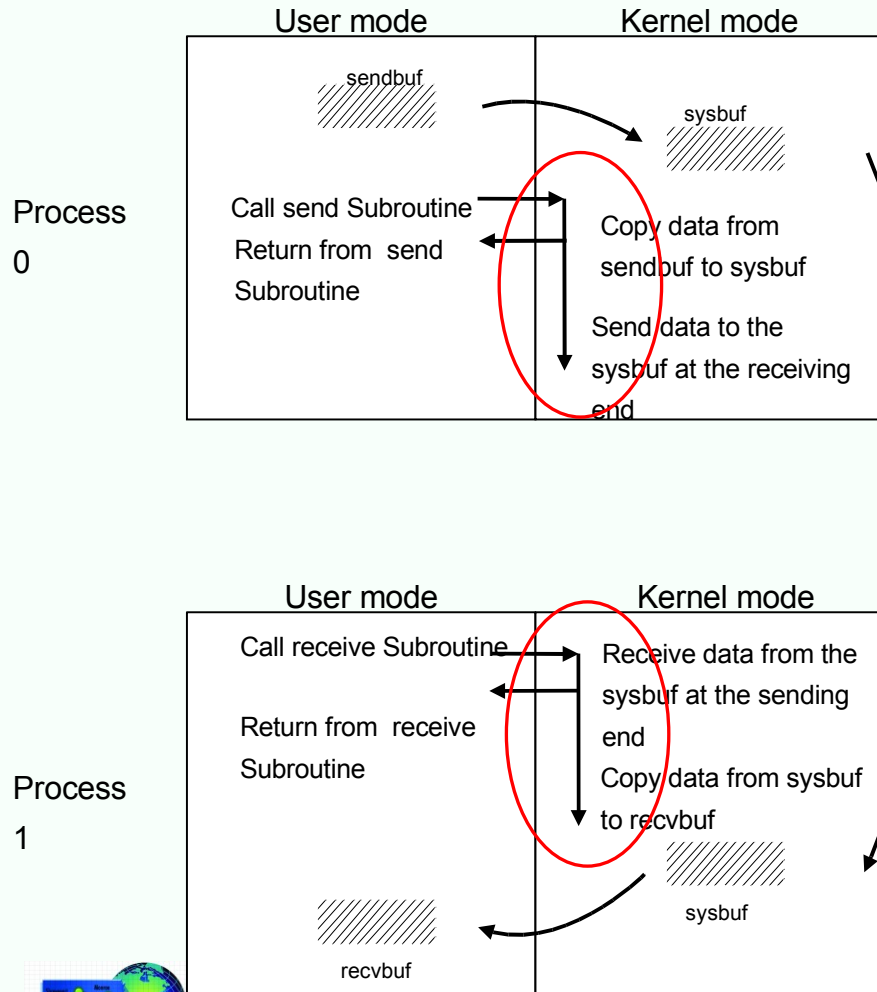 User mode
Kernel mode
sendbuf
sysbuf
Process
0
Call send Subroutine
Return from send
Subroutine
Copy data from
sendbuf to sysbuf
Send data to the
sysbuf at the receiving
end
User mode
Kernel mode
Process
1
Call receive Subroutine
Return from receive
Subroutine
Receive data from the
sysbuf at the sending
end
Copy data from sysbuf
to recvbuf
sysbuf
recvbuf